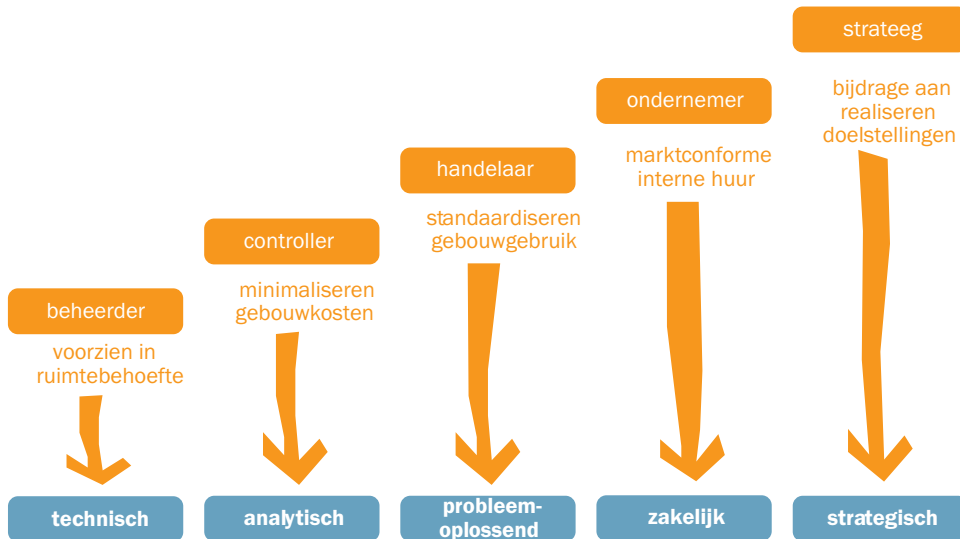 strateeg
bijdrage aan
realiseren
doelstellingen
ondernemer
marktconforme
interne huur
handelaar
standaardiseren
gebouwgebruik
controller
minimaliseren
gebouwkosten
beheerder
voorzien in
ruimtebehoefte
technisch
analytisch
probleem-
oplossend
zakelijk
strategisch